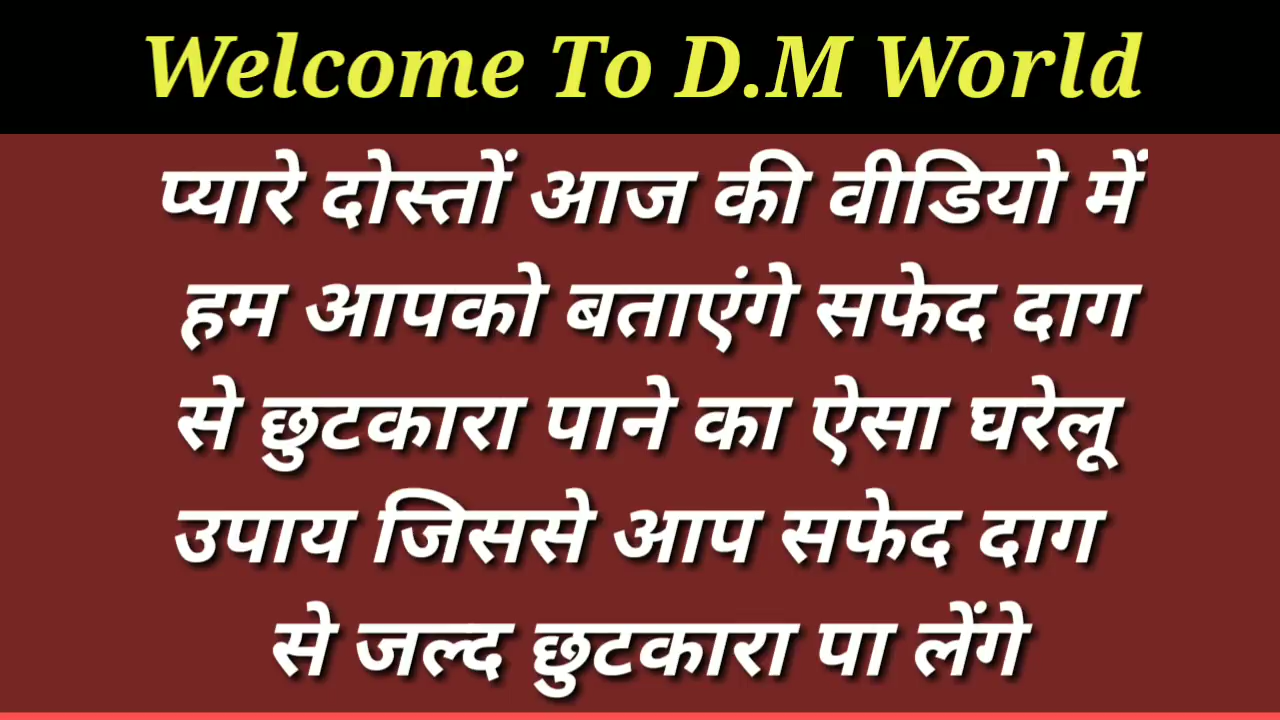 Welcome To D.M World
प्यारे दोस्तों आज की वीडियो में
हम आपको बताएंगे सफेद दाग
से छुटकारा पाने का ऐसा घरेलू
उपाय जिससे आप सफेद दाग
से जल्द छुटकारा पा लेंगे